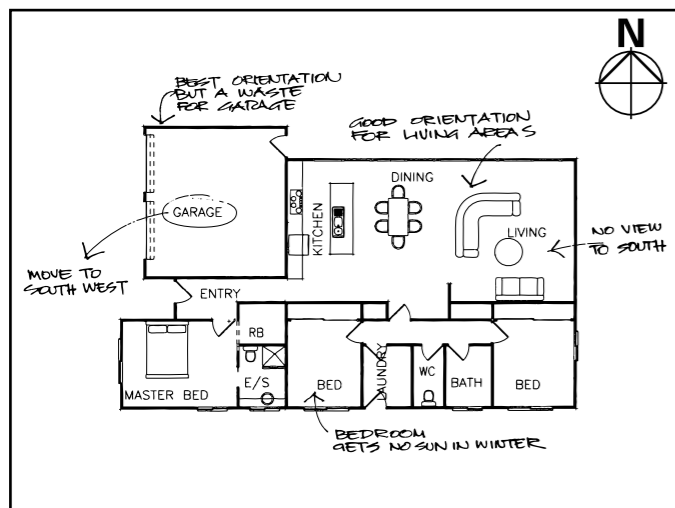 N
BEST ORIENTATION
BUT A WASTE
FOR GARAGE
GOOD ORIENTATION
FOR LIVING AREAS
DINING
GARAGE
KITCHEN
LIVING
NO VIEW
TO SOUTH
MOVE TO
SOUTH WEST
ENTRY
RB
MASTER BED
E/S
BED
LAUNDRY
WC
BATH
BED
BEDROOM
GETS NO SUN IN WINTER